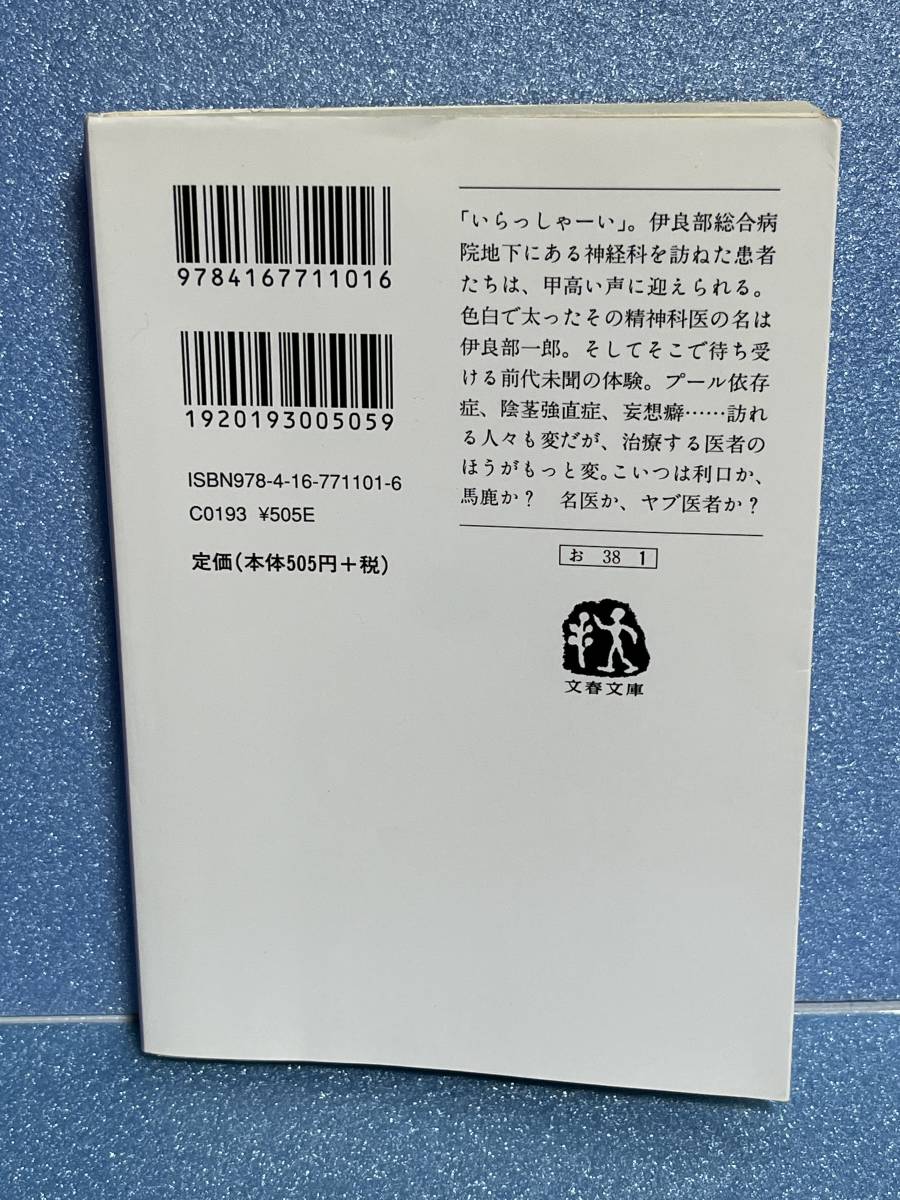 9784167711016
1920193005059
ISBN978-4-16-771101-6
C0193 ¥505E
定価(本体505円+税)
「いらっしゃーい」。伊良部総合病
院地下にある神経科を訪ねた患者
たちは、甲高い声に迎えられる。
色白で太ったその精神科医の名は
伊良部一郎。そしてそこで待ち受
ける前代未聞の体験。プール依存
症、陰茎強直症、妄想癖……訪れ
る人々も変だが、治療する医者の
ほうがもっと変。こいつは利口か、
馬鹿か？ 名医か、ヤブ医者か？
お 38 1
文春文庫